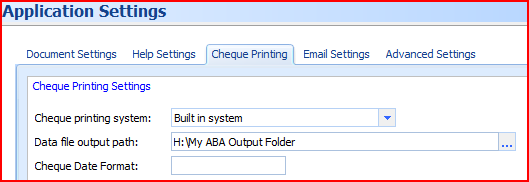 Application Settings
Document Settings Help Settings Cheque Printing Email Settings Advanced Settings
Cheque Printing Settings
Cheque printing system: Built in system
Data file output path: H:\My ABA Output Folder ...
Cheque Date Format: